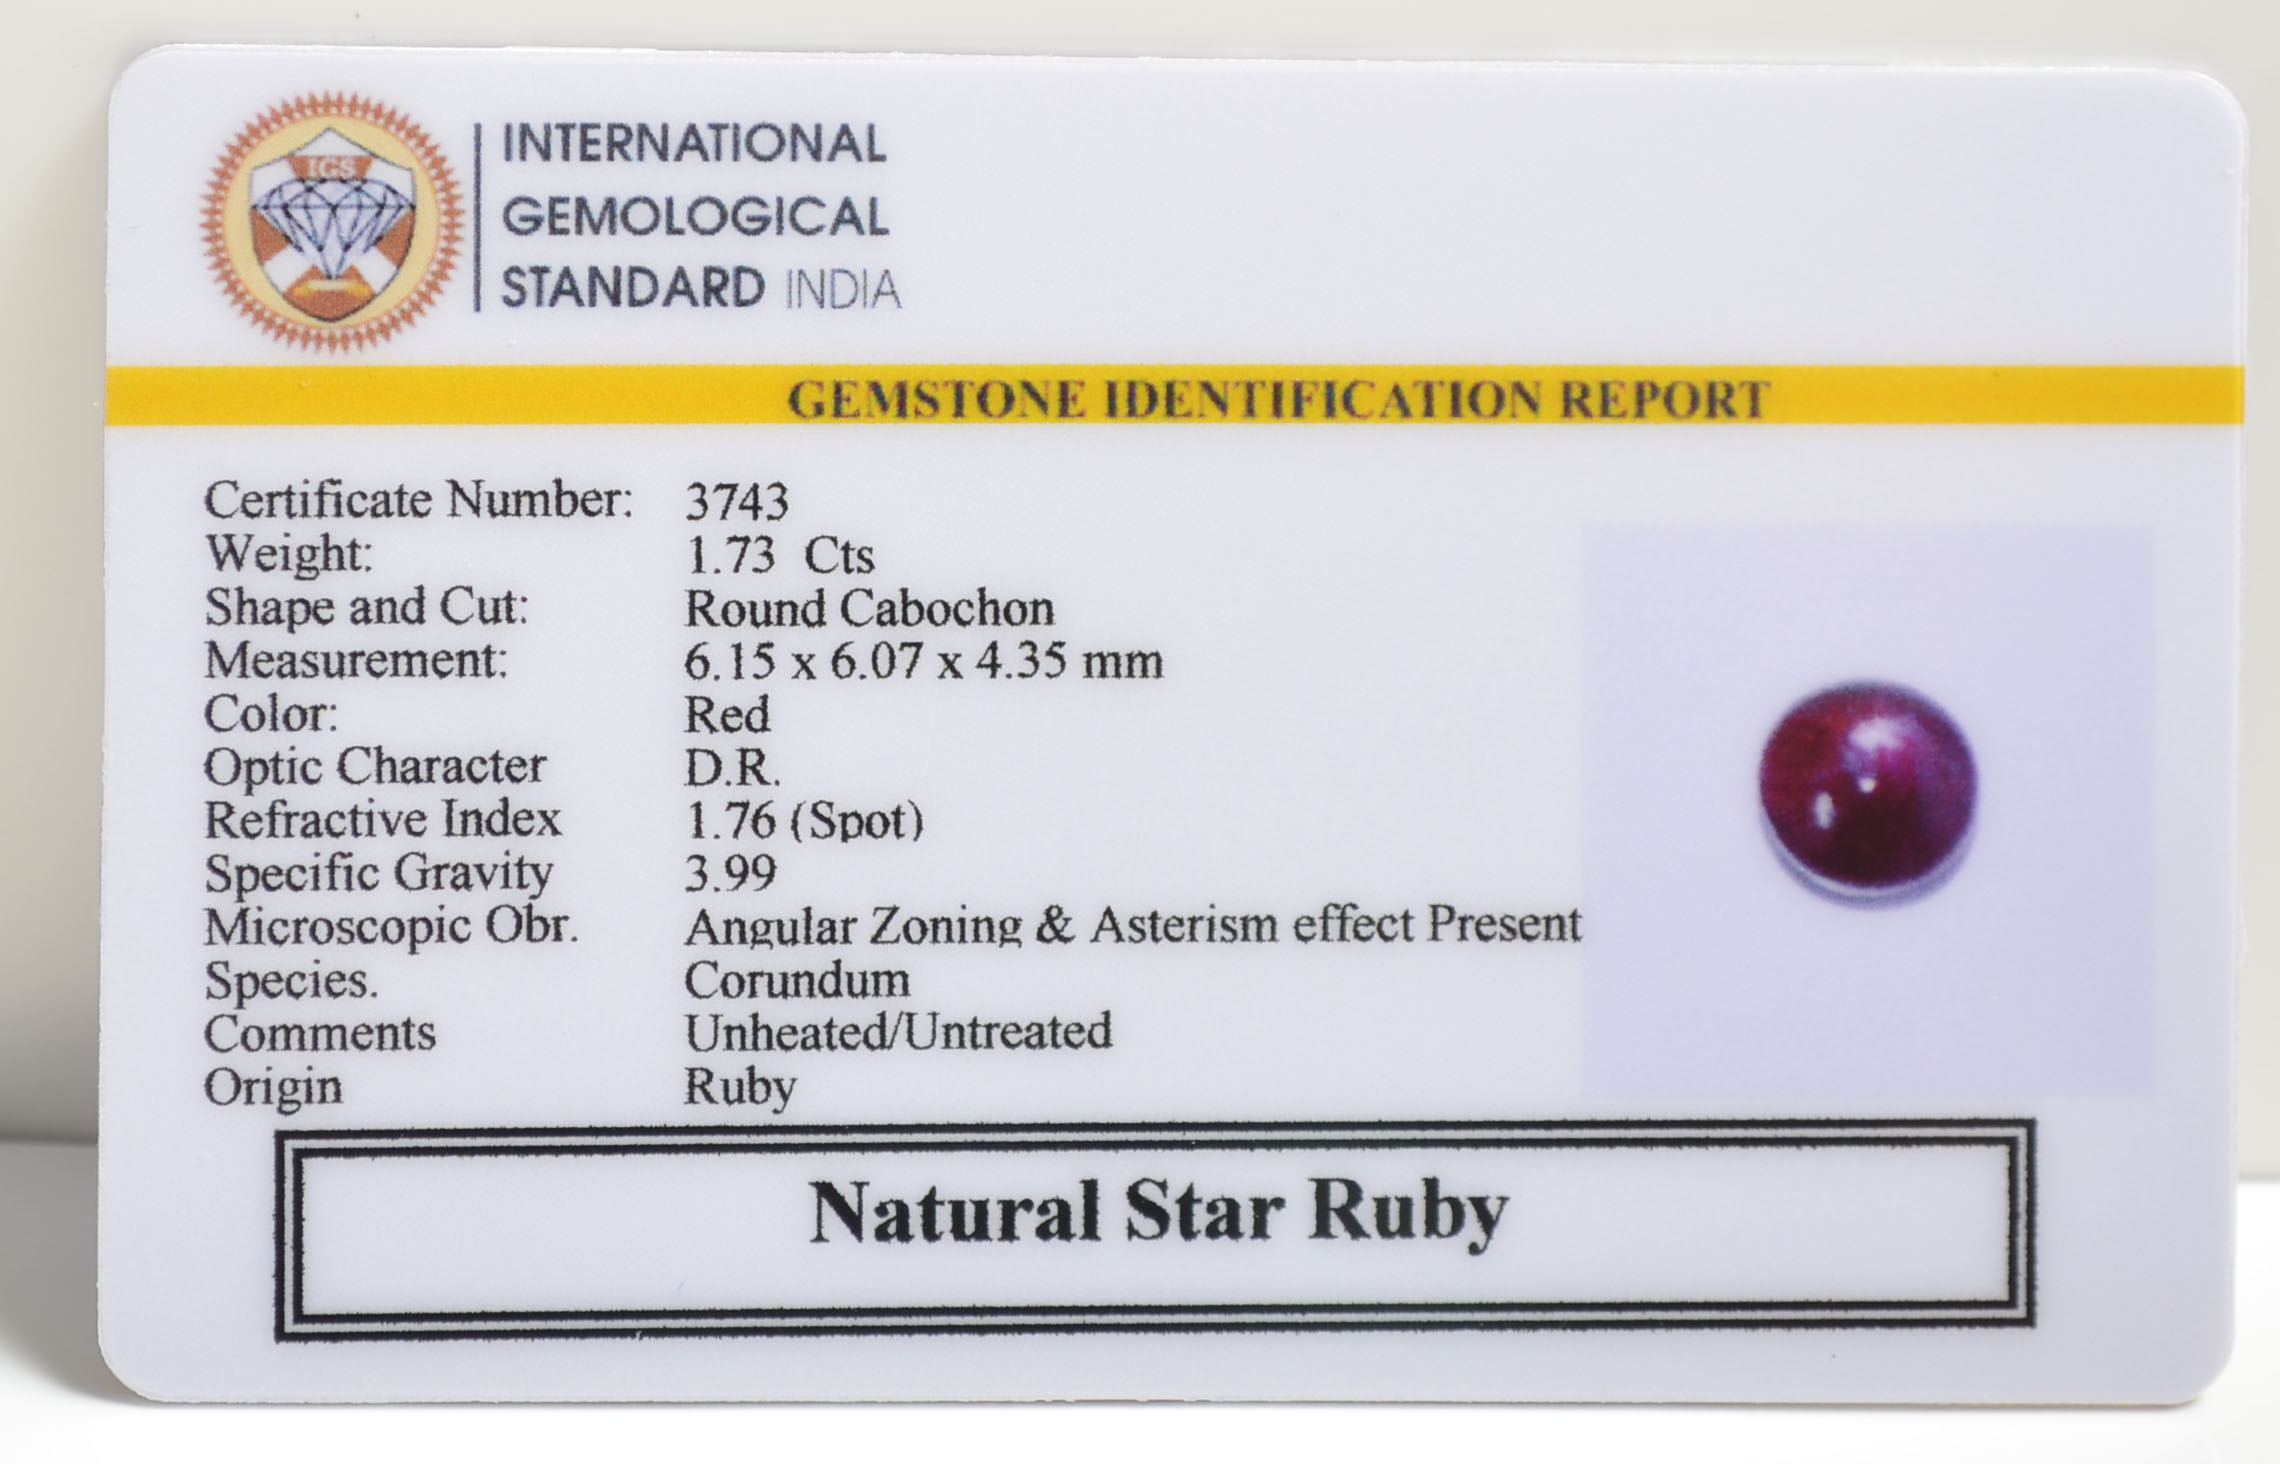 IGS
INTERNATIONAL
GEMOLOGICAL
STANDARD INDIA
GEMSTONE IDENTIFICATION REPORT
Certificate Number: 3743
Weight: 1.73 Cts
Shape and Cut: Round Cabochon
Measurement: 6.15 x 6.07 x 4.35 mm
Color: Red
Optic Character D.R.
Refractive Index 1.76 (Spot)
Specific Gravity 3.99
Microscopic Obr. Angular Zoning & Asterism effect Present
Species. Corundum
Comments Unheated/Untreated
Origin Ruby
Natural Star Ruby